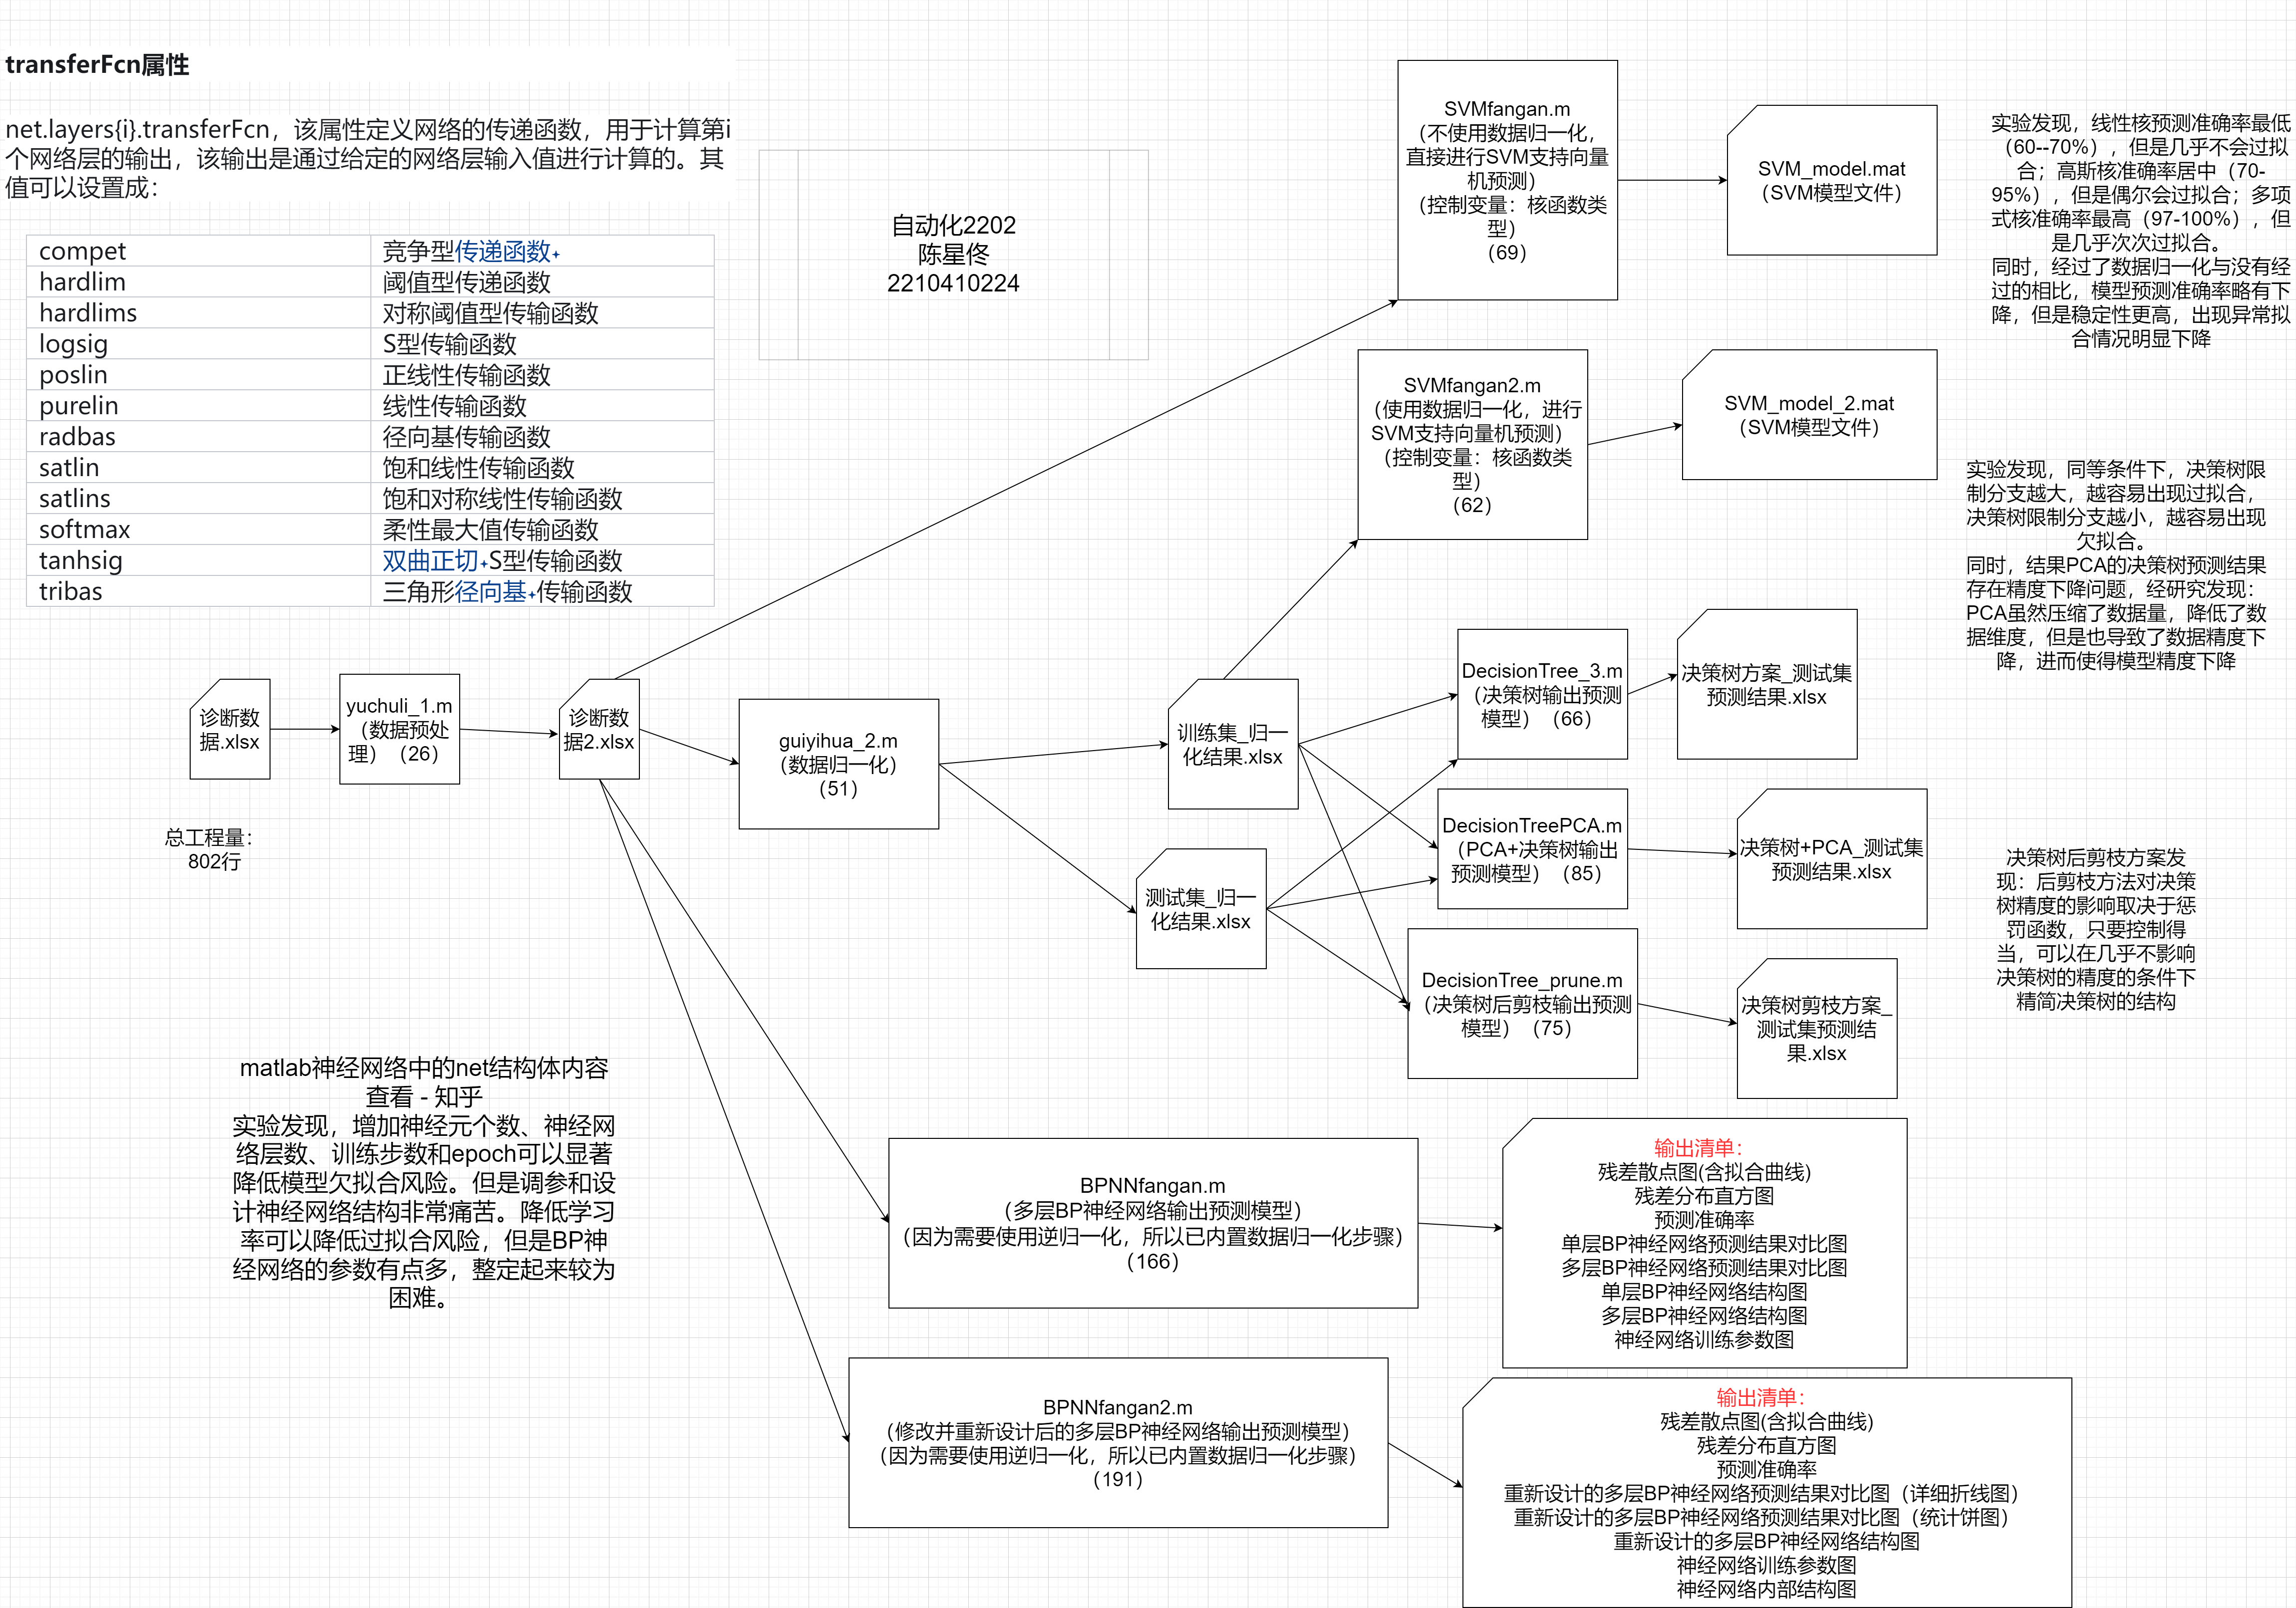 transferFcn属性
net.layers{i}.transferFcn，该属性定义网络的传递函数，用于计算第i
个网络层的输出，该输出是通过给定的网络层输入值进行计算的。其
值可以设置成：
compet 竞争型传递函数
hardlim 阈值型传递函数
hardlims 对称阈值型传输函数
logsig S型传输函数
poslin 正线性传输函数
purelin 线性传输函数
radbas 径向基传输函数
satlin 饱和线性传输函数
satlins 饱和对称线性传输函数
softmax 柔性最大值传输函数
tanhsig 双曲正切S型传输函数
tribas 三角形径向基传输函数
自动化2202
陈星佟
2210410224
SVMfangan.m
（不使用数据归一化，
直接进行SVM支持向量
机预测）
（控制变量：核函数类
型）
（69）
SVM_model.mat
（SVM模型文件）
实验发现，线性核预测准确率最低
（60--70%），但是几乎不会过拟
合；高斯核准确率居中（70-
95%），但是偶尔会过拟合；多项
式核准确率最高（97-100%），但
是几乎次次过拟合。
同时，经过了数据归一化与没有经
过的相比，模型预测准确率略有下
降，但是稳定性更高，出现异常拟
合情况明显下降
SVMfangan2.m
（使用数据归一化，进行
SVM支持向量机预测）
（控制变量：核函数类
型）
（62）
SVM_model_2.mat
（SVM模型文件）
实验发现，同等条件下，决策树限
制分支越大，越容易出现过拟合，
决策树限制分支越小，越容易出现
欠拟合。
同时，结果PCA的决策树预测结果
存在精度下降问题，经研究发现：
PCA虽然压缩了数据量，降低了数
据维度，但是也导致了数据精度下
降，进而使得模型精度下降
诊断数
据.xlsx
yuchuli_1.m
（数据预处
理）（26）
诊断数
据2.xlsx
guiyihua_2.m
（数据归一化）
（51）
训练集_归一
化结果.xlsx
测试集_归一
化结果.xlsx
DecisionTree_3.m
（决策树输出预测
模型）（66）
决策树方案_测试集
预测结果.xlsx
DecisionTreePCA.m
（PCA+决策树输出
预测模型）（85）
决策树+PCA_测试集
预测结果.xlsx
DecisionTree_prune.m
（决策树后剪枝输出预测
模型）（75）
决策树剪枝方案_
测试集预测结
果.xlsx
决策树后剪枝方案发
现：后剪枝方法对决策
树精度的影响取决于惩
罚函数，只要控制得
当，可以在几乎不影响
决策树的精度的条件下
精简决策树的结构
总工程量：
802行
matlab神经网络中的net结构体内容
查看 - 知乎
实验发现，增加神经元个数、神经网
络层数、训练步数和epoch可以显著
降低模型欠拟合风险。但是调参和设
计神经网络结构非常痛苦。降低学习
率可以降低过拟合风险，但是BP神
经网络的参数有点多，整定起来较为
困难。
BPNNfangan.m
（多层BP神经网络输出预测模型）
（因为需要使用逆归一化，所以已内置数据归一化步骤）
（166）
输出清单：
残差散点图(含拟合曲线)
残差分布直方图
预测准确率
单层BP神经网络预测结果对比图
多层BP神经网络预测结果对比图
单层BP神经网络结构图
多层BP神经网络结构图
神经网络训练参数图
BPNNfangan2.m
（修改并重新设计后的多层BP神经网络输出预测模型）
（因为需要使用逆归一化，所以已内置数据归一化步骤）
（191）
输出清单：
残差散点图(含拟合曲线)
残差分布直方图
预测准确率
重新设计的多层BP神经网络预测结果对比图（详细折线图）
重新设计的多层BP神经网络预测结果对比图（统计饼图）
重新设计的多层BP神经网络结构图
神经网络训练参数图
神经网络内部结构图